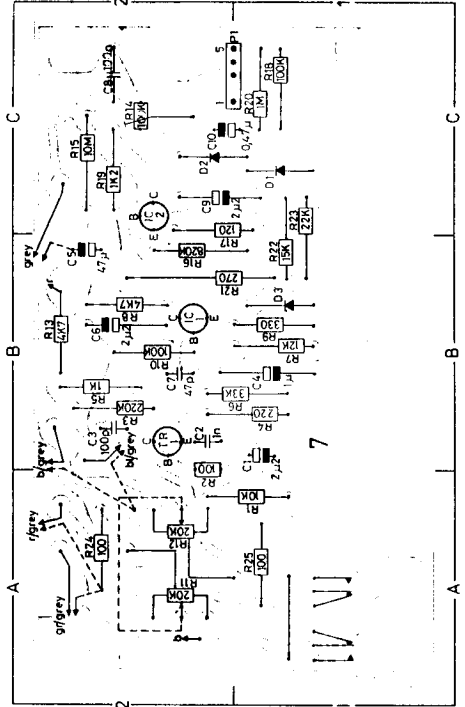 A B C
2 1
gr/grey
r/grey
bl/grey
bl/grey
r
grey
R24
100
R13
4K7
C5
47µ
R15
10M
R19
1K2
C8
R14
R5
1K
R3
220K
C3
100p
C6
2µ2
R8
4K7
R10
100K
R11
20K
R12
20K
TR
B C E
C7
47p
IC
1
B C E
IC
2
B C E
R21
270
R16
820K
R17
120
C9
2µ2
D2
C10
0,47µ
P1
1 5
R2
100
C2
1n
R1
10K
R25
100
C1
2µ2
R4
220
R6
33K
C4
1µ
R7
12K
R9
330
D3
R22
15K
R23
22K
D1
R20
1M
R18
100K
7
A B C